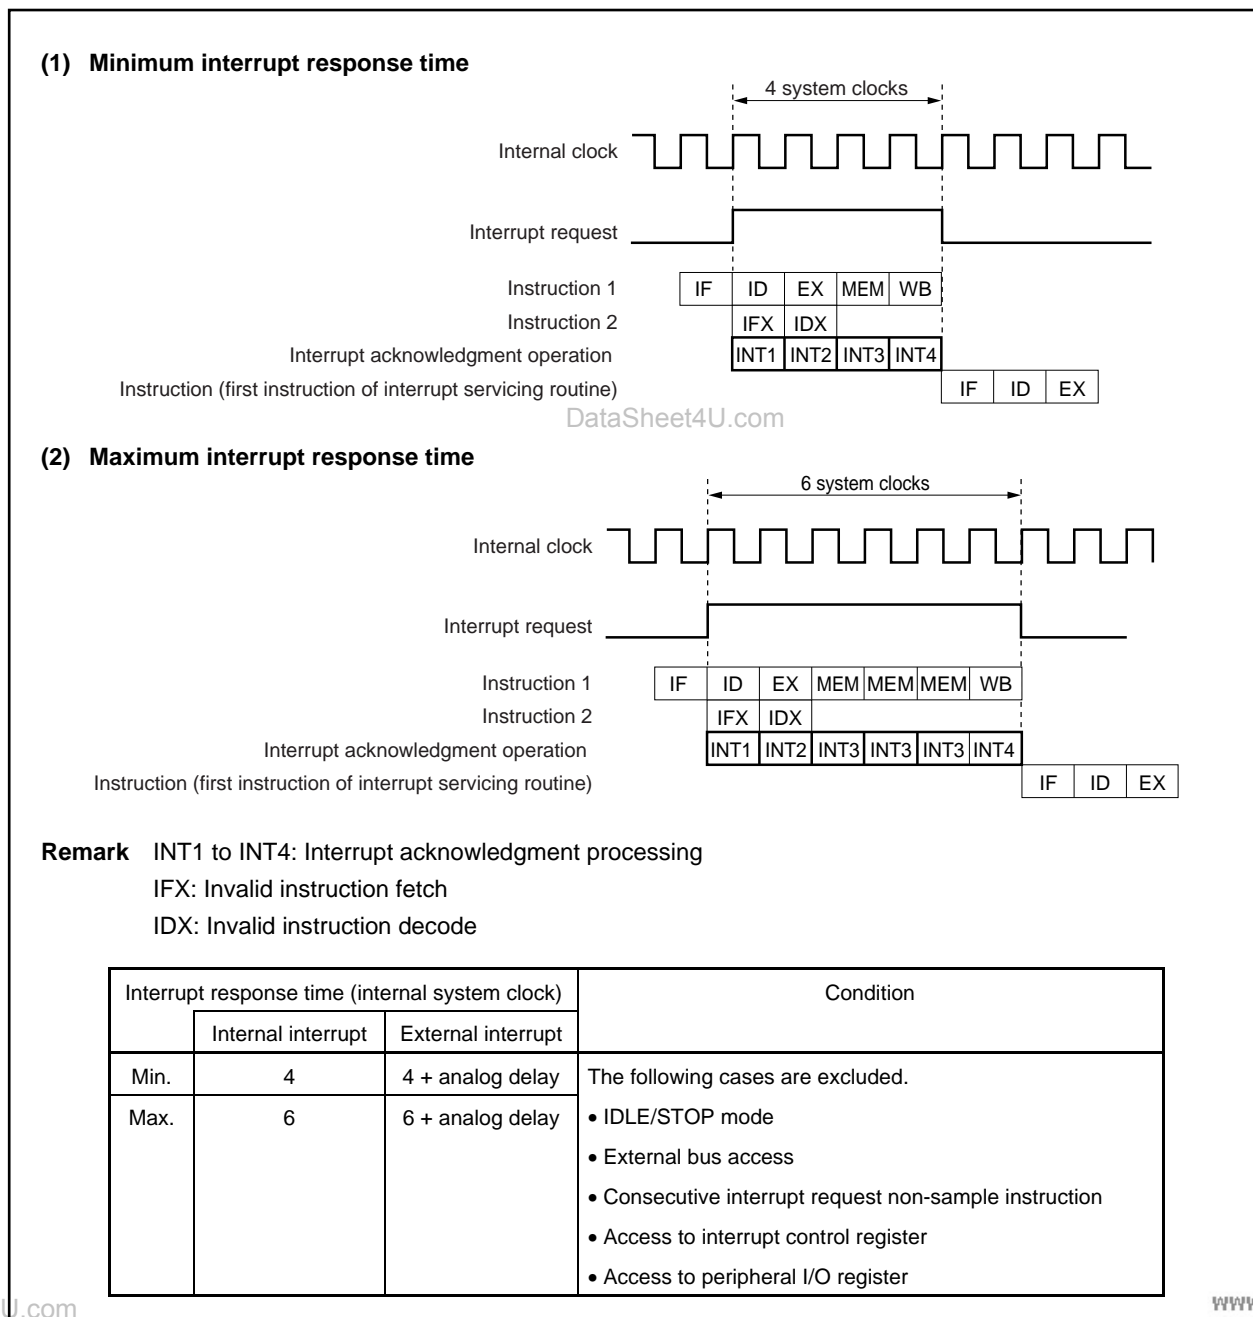 (1) Minimum interrupt response time
4 system clocks
Internal clock
Interrupt request
Instruction 1 IF ID EX MEM WB
Instruction 2 IFX IDX
Interrupt acknowledgment operation INT1 INT2 INT3 INT4
Instruction (first instruction of interrupt servicing routine) IF ID EX
DataSheet4U.com
(2) Maximum interrupt response time
6 system clocks
Internal clock
Interrupt request
Instruction 1 IF ID EX MEM MEM MEM WB
Instruction 2 IFX IDX
Interrupt acknowledgment operation INT1 INT2 INT3 INT3 INT3 INT4
Instruction (first instruction of interrupt servicing routine) IF ID EX
Remark INT1 to INT4: Interrupt acknowledgment processing
IFX: Invalid instruction fetch
IDX: Invalid instruction decode
Interrupt response time (internal system clock) Condition
Internal interrupt External interrupt
Min. 4 4 + analog delay The following cases are excluded.
Max. 6 6 + analog delay • IDLE/STOP mode
• External bus access
• Consecutive interrupt request non-sample instruction
• Access to interrupt control register
• Access to peripheral I/O register
U.com